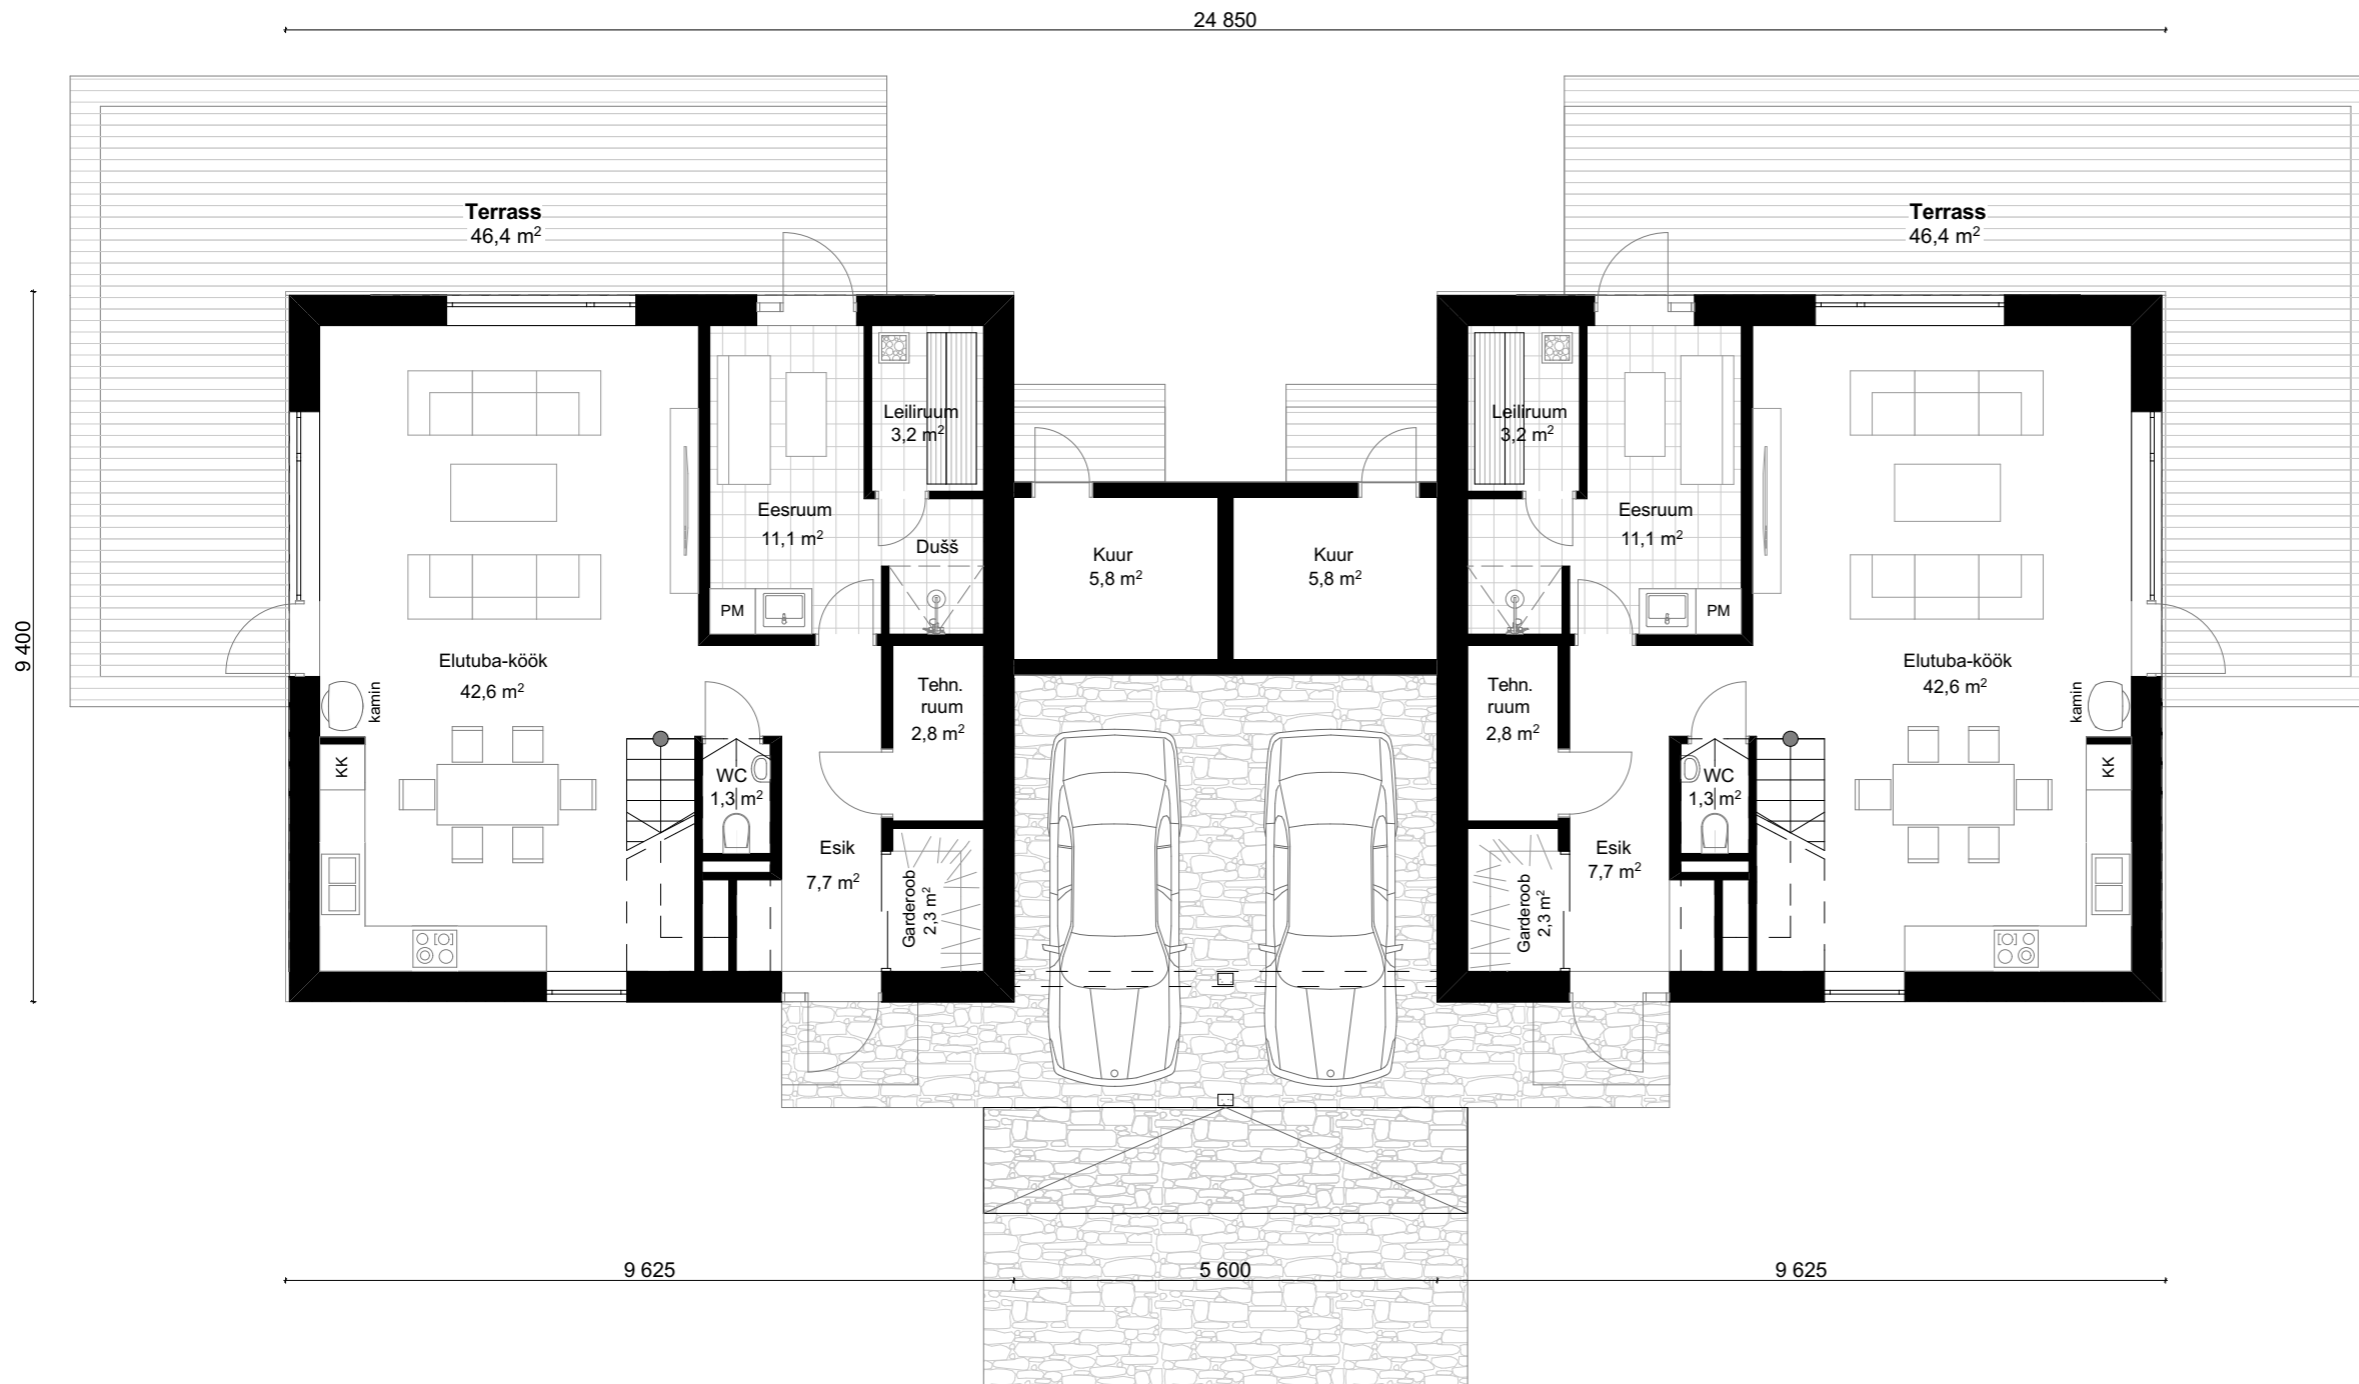 24 850
Terrass
46,4 m²
Terrass
46,4 m²
9 400
Leiliruum
3,2 m²
Leiliruum
3,2 m²
Eesruum
11,1 m²
Eesruum
11,1 m²
Dušš
Kuur
5,8 m²
Kuur
5,8 m²
PM
PM
Elutuba-köök
42,6 m²
Elutuba-köök
42,6 m²
kamin
kamin
Tehn.
ruum
2,8 m²
Tehn.
ruum
2,8 m²
KK
KK
WC
1,3 m²
WC
1,3 m²
Esik
7,7 m²
Esik
7,7 m²
Garderoob
2,3 m²
Garderoob
2,3 m²
9 625
5 600
9 625